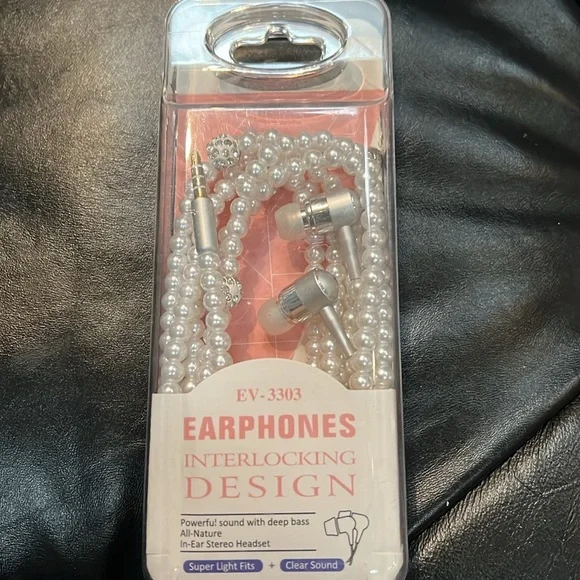 EV-3303
EARPHONES
INTERLOCKING
DESIGN
Powerful sound with deep bass
All-Nature
In-Ear Stereo Headset
Super Light Fits + Clear Sound